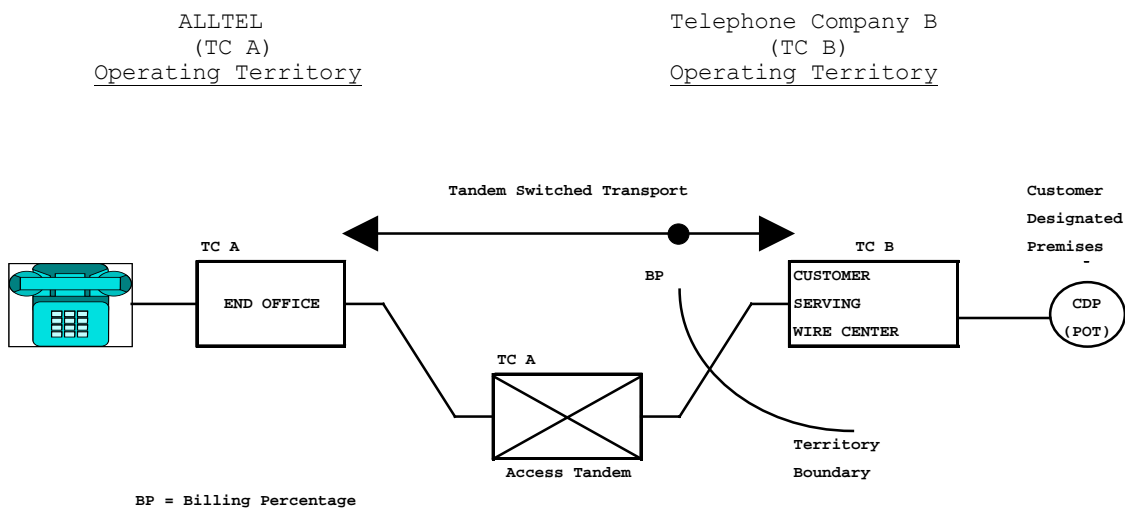 ALLTEL
(TC A)
Operating Territory
Telephone Company B
(TC B)
Operating Territory
Tandem Switched Transport
Customer
Designated
Premises
-
TC A
TC B
BP
END OFFICE
CUSTOMER
SERVING
WIRE CENTER
CDP
(POT)
TC A
Access Tandem
Territory
Boundary
BP = Billing Percentage